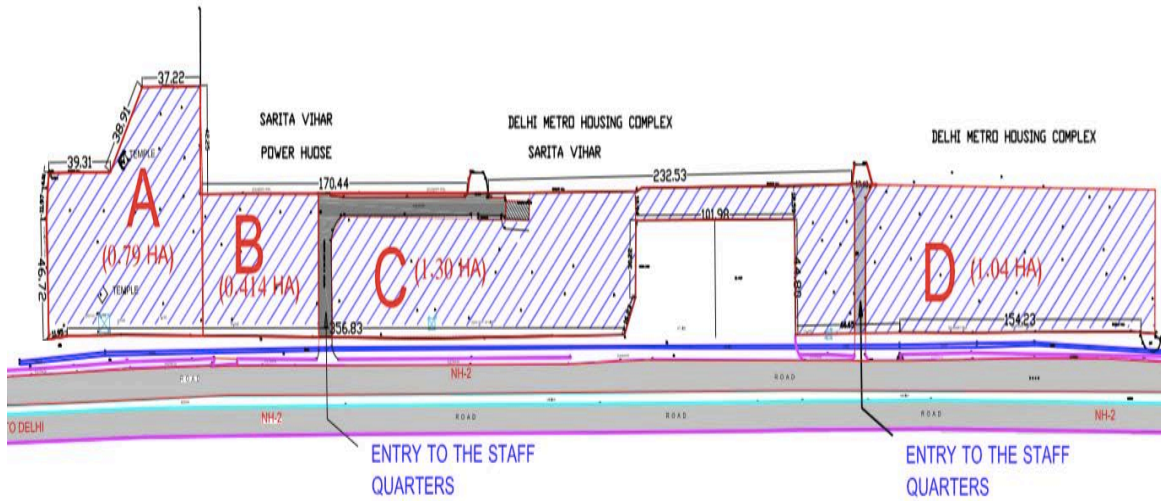 37.22
38.91
39.31
TEMPLE
SARITA VIHAR
POWER HUOSE
DELHI METRO HOUSING COMPLEX
SARITA VIHAR
DELHI METRO HOUSING COMPLEX
170.44
232.53
101.98
A
(0.79 HA)
B
(0.414 HA)
C
(1.30 HA)
D
(1.04 HA)
46.72
TEMPLE
44.89
356.83
154.23
ROAD
NH-2
ROAD
NH-2
ROAD
ROAD
ROAD
NH-2
TO DELHI
ENTRY TO THE STAFF
QUARTERS
ENTRY TO THE STAFF
QUARTERS